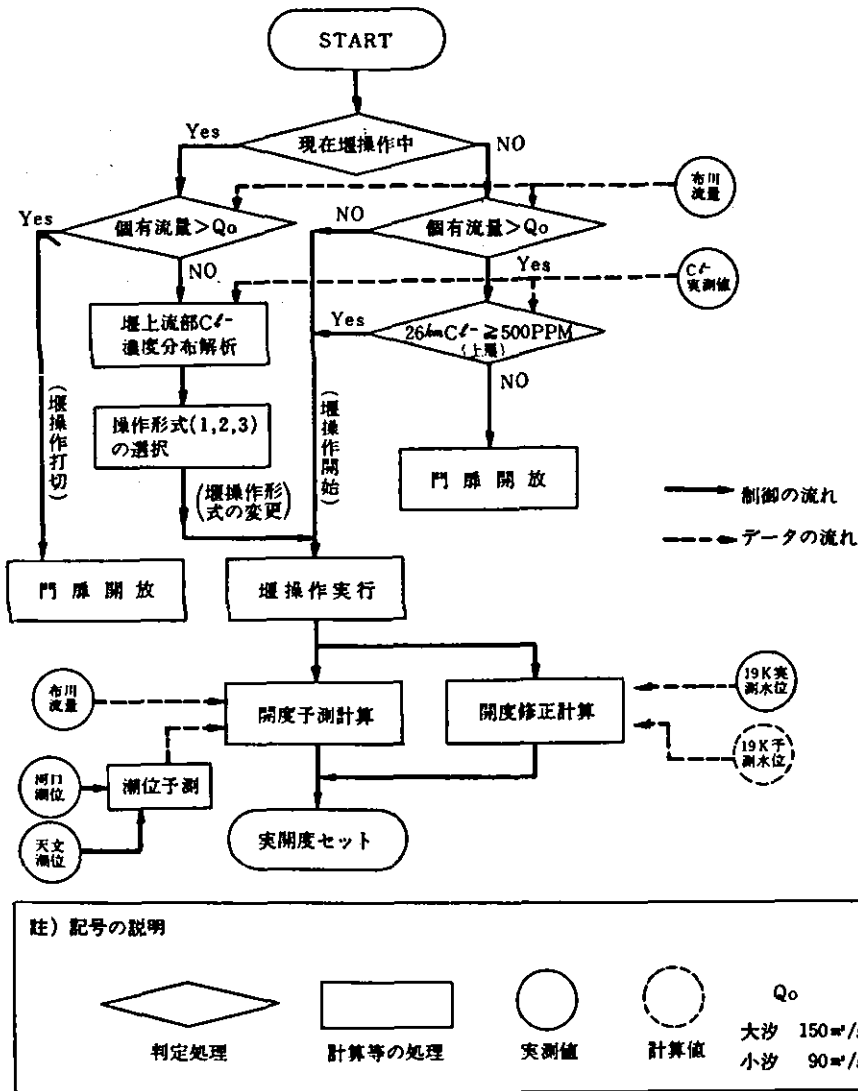 START
現在堰操作中
Yes
NO
布川
流量
個有流量>Qo
Yes
NO
個有流量>Qo
NO
Yes
Cℓ-
実測値
堰上流部Cℓ-
濃度分布解析
26km Cℓ-≧500PPM
(上層)
Yes
NO
操作形式(1,2,3)
の選択
(堰操作打切)
(堰操作開始)
(堰操作形
式の変更)
門扉開放
制御の流れ
データの流れ
門扉開放
堰操作実行
布川
流量
開度予測計算
開度修正計算
19K実
測水位
19K予
測水位
河口
潮位
潮位予測
天文
潮位
実開度セット
註) 記号の説明
判定処理
計算等の処理
実測値
計算値
Qo
大汐 150㎥/s
小汐 90㎥/s